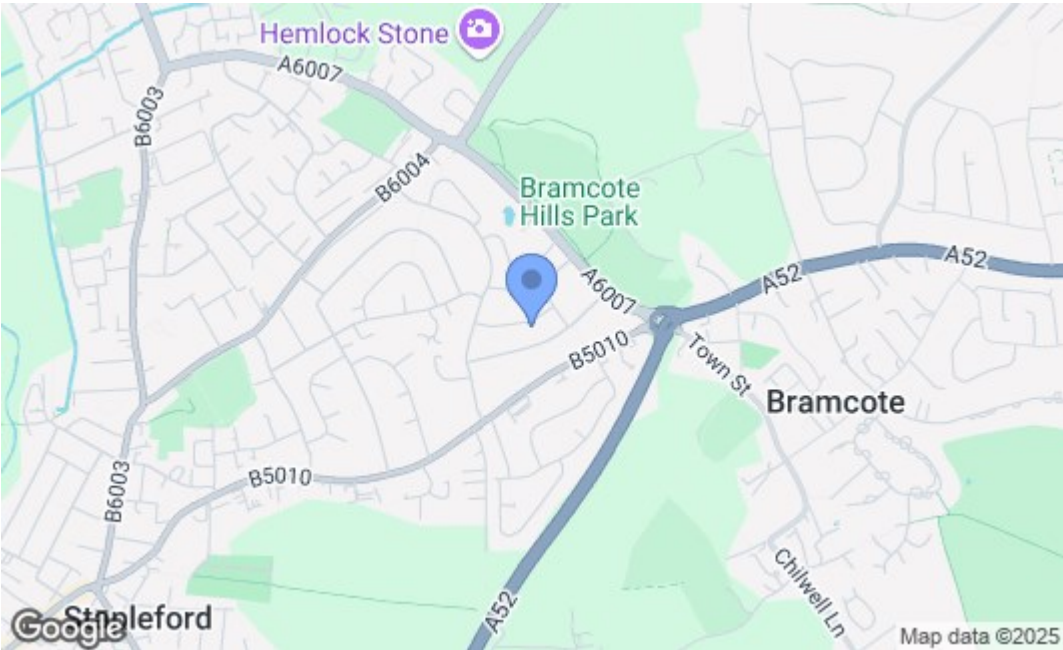 Hemlock Stone
A6007
B6003
B6004
Bramcote
Hills Park
A52
A52
A6007
B5010
Town St
Bramcote
B5010
B6003
A52
Chilwell Ln
Stapleford
Google
Map data ©2025